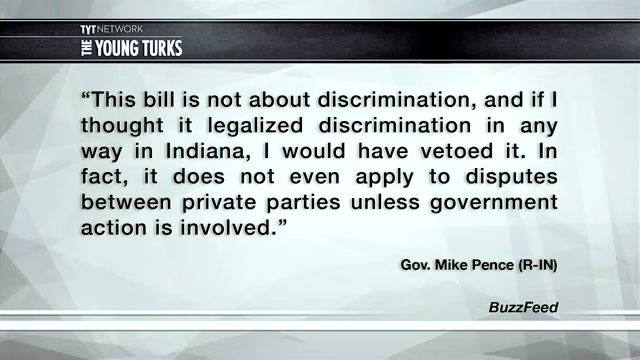 TYT NETWORK
THE YOUNG TURKS
“This bill is not about discrimination, and if I
thought it legalized discrimination in any
way in Indiana, I would have vetoed it. In
fact, it does not even apply to disputes
between private parties unless government
action is involved.”
Gov. Mike Pence (R-IN)
BuzzFeed